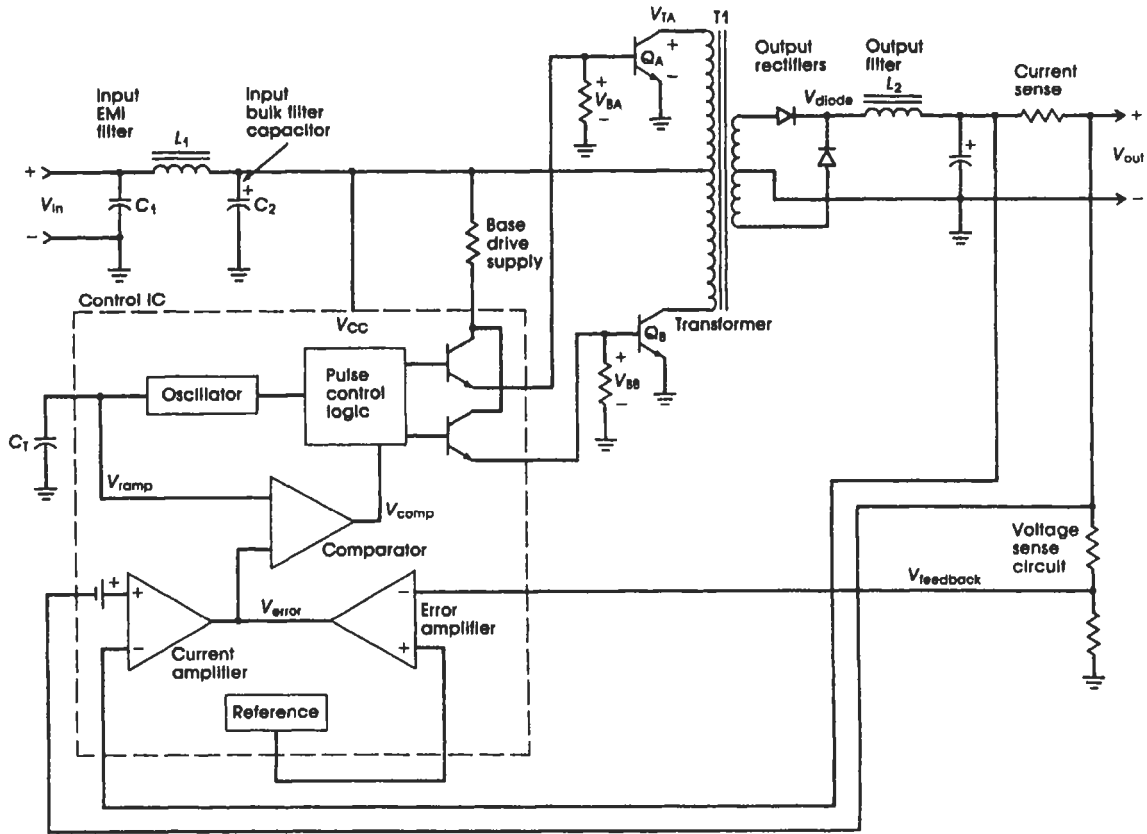 V_TA
T1
Q_A
+
−
+
V_BA
−
Output
rectifiers
Output
filter
L_2
V_diode
Current
sense
+
V_out
−
+
Input
EMI
filter
Input
bulk filter
capacitor
L_1
+
V_in
−
C_1
+
C_2
Base
drive
supply
Control IC
V_CC
Transformer
Q_B
+
V_BB
−
Oscillator
Pulse
control
logic
C_T
V_ramp
V_comp
Comparator
Voltage
sense
circuit
V_feedback
+
+
−
Current
amplifier
V_error
−
+
Error
amplifier
Reference